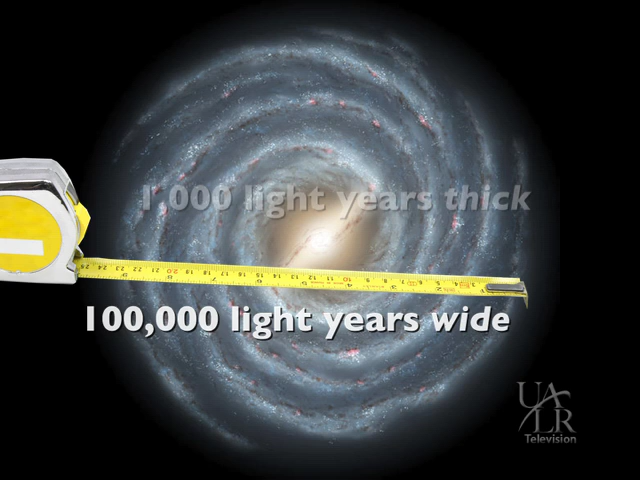 1,000 light years thick
100,000 light years wide
UALR
Television